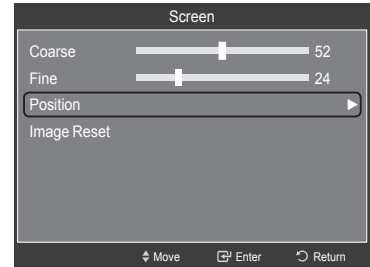 Screen
Coarse 52
Fine 24
Position
Image Reset
Move Enter Return